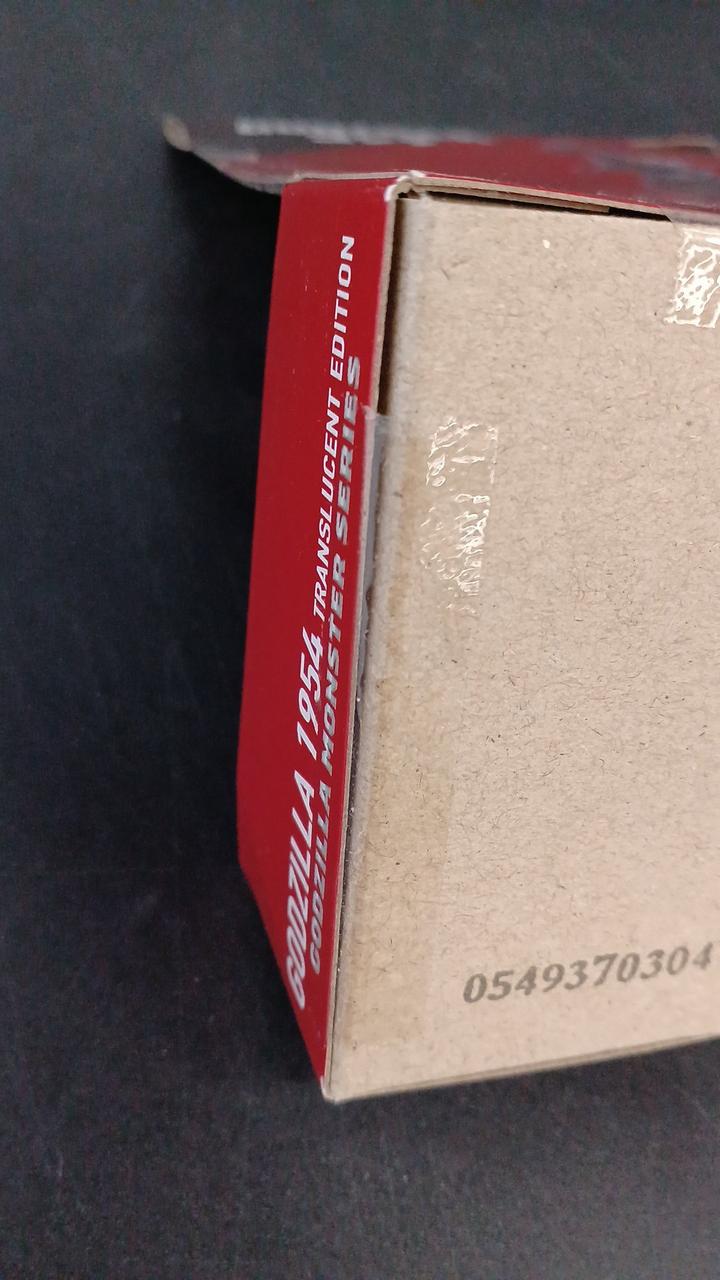 GODZILLA 1954 TRANSLUCENT EDITION
GODZILLA MONSTER SERIES
0549370304